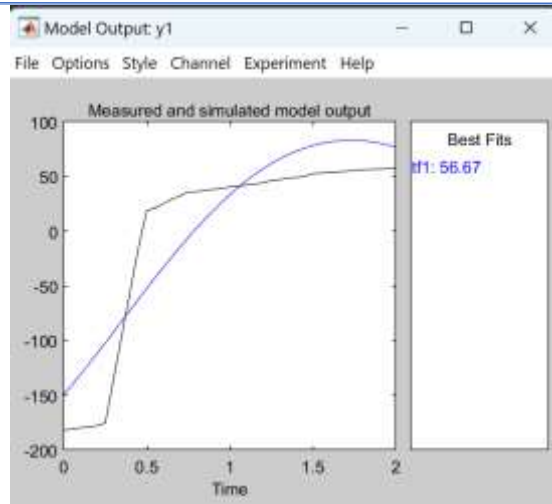 Model Output: y1
File Options Style Channel Experiment Help
Measured and simulated model output
Best Fits
tf1: 56.67
100
50
0
-50
-100
-150
-200
0 0.5 1 1.5 2
Time